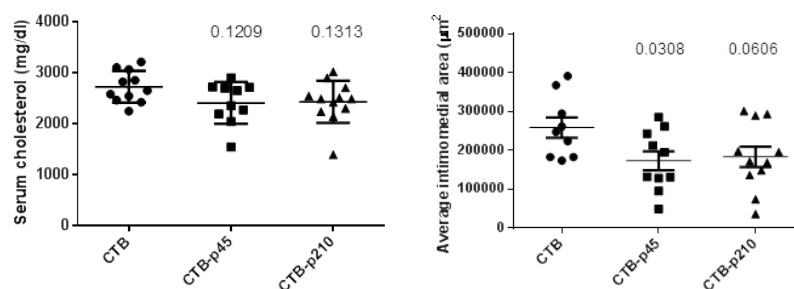 Serum cholesterol (mg/dl)
4000
3000
2000
1000
0
0.1209
0.1313
CTB
CTB-p45
CTB-p210
Average intimomedial area (µm²
500000
400000
300000
200000
100000
0
0.0308
0.0606
CTB
CTB-p45
CTB-p210